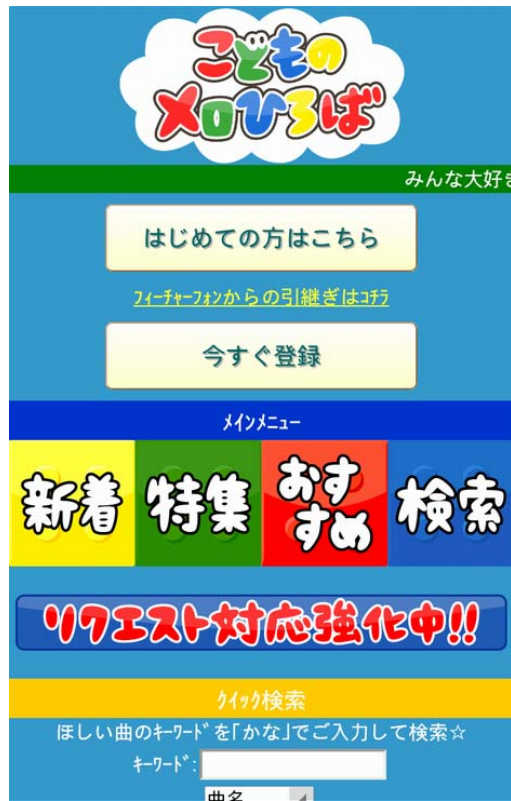 こどもの
メロひろば
みんな大好き
はじめての方はこちら
ﾌｨｰﾁｬｰﾌｫﾝからの引継ぎはｺﾁﾗ
今すぐ登録
ﾒｲﾝﾒﾆｭｰ
新着 特集 おすすめ 検索
リクエスト対応強化中!!
ｸｲｯｸ検索
ほしい曲のｷｰﾜｰﾄﾞを｢かな｣でご入力して検索☆
ｷｰﾜｰﾄﾞ:
曲名